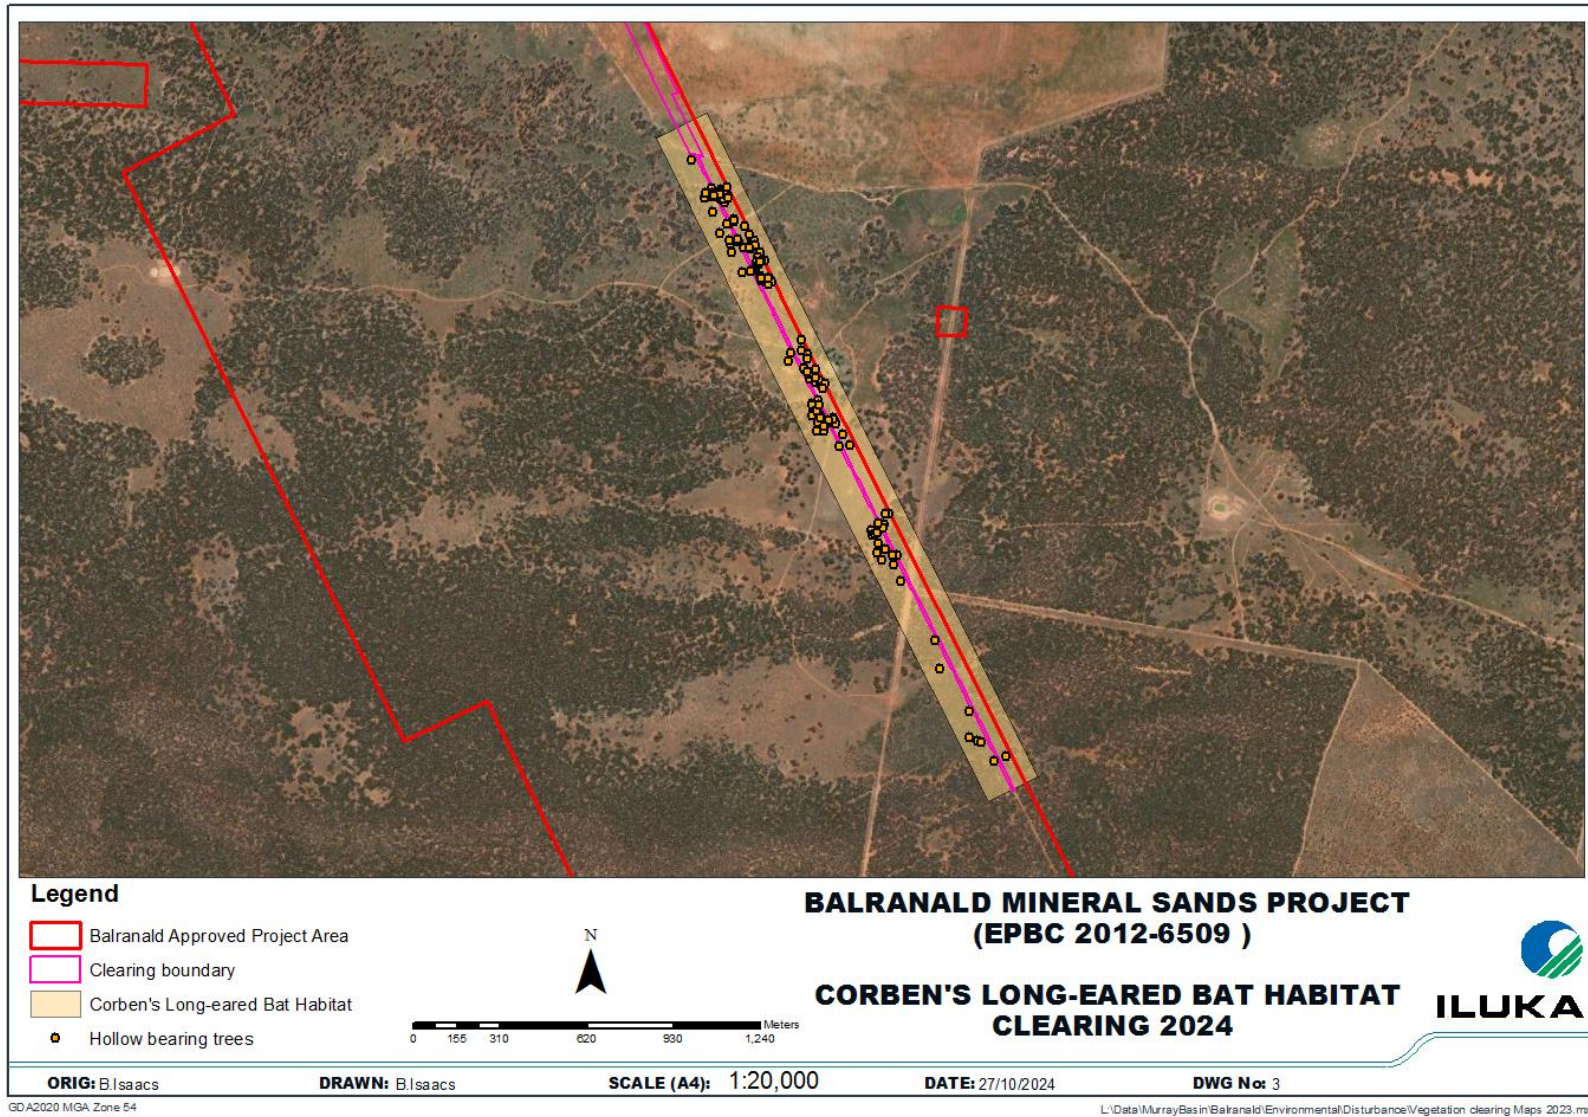 Legend
Balranald Approved Project Area
Clearing boundary
Corben's Long-eared Bat Habitat
Hollow bearing trees
N
Meters
0 155 310 620 930 1,240
BALRANALD MINERAL SANDS PROJECT
(EPBC 2012-6509 )
CORBEN'S LONG-EARED BAT HABITAT
CLEARING 2024
ILUKA
ORIG: B.Isaacs DRAWN: B.Isaacs SCALE (A4): 1:20,000 DATE: 27/10/2024 DWG No: 3
GDA2020 MGA Zone 54
L:\Data\MurrayBasin\Balranald\Environmental\Disturbance\Vegetation clearing Maps 2023.m